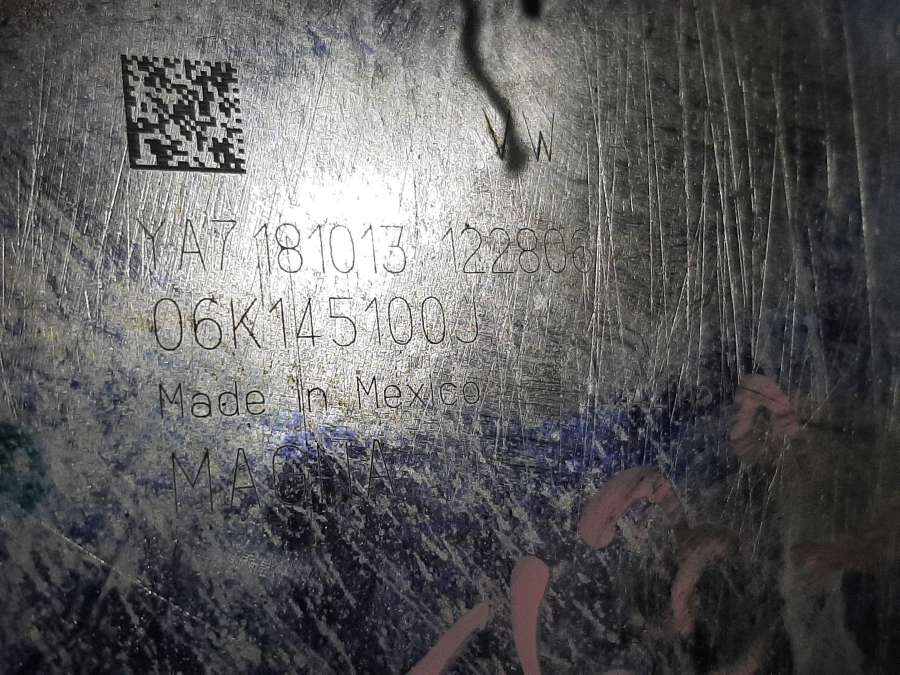 VW
YA7 181013 122806
06K145100J
Made in Mexico
MAGNA